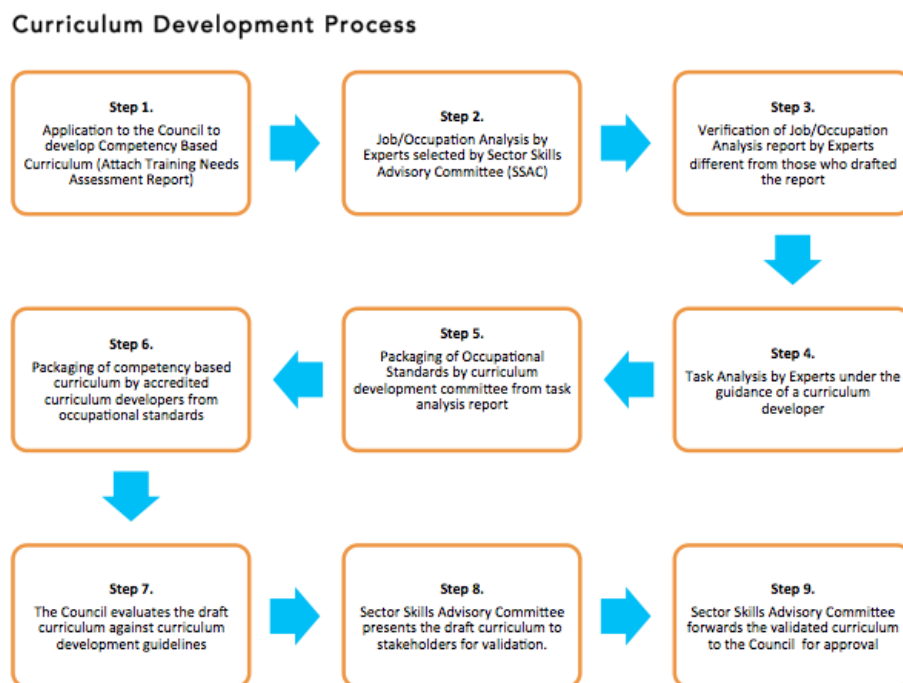 Curriculum Development Process
Step 1.
Application to the Council to
develop Competency Based
Curriculum (Attach Training Needs
Assessment Report)
Step 2.
Job/Occupation Analysis by
Experts selected by Sector Skills
Advisory Committee (SSAC)
Step 3.
Verification of Job/Occupation
Analysis report by Experts
different from those who drafted
the report
Step 4.
Task Analysis by Experts under the
guidance of a curriculum
developer
Step 5.
Packaging of Occupational
Standards by curriculum
development committee from task
analysis report
Step 6.
Packaging of competency based
curriculum by accredited
curriculum developers from
occupational standards
Step 7.
The Council evaluates the draft
curriculum against curriculum
development guidelines
Step 8.
Sector Skills Advisory Committee
presents the draft curriculum to
stakeholders for validation.
Step 9.
Sector Skills Advisory Committee
forwards the validated curriculum
to the Council for approval